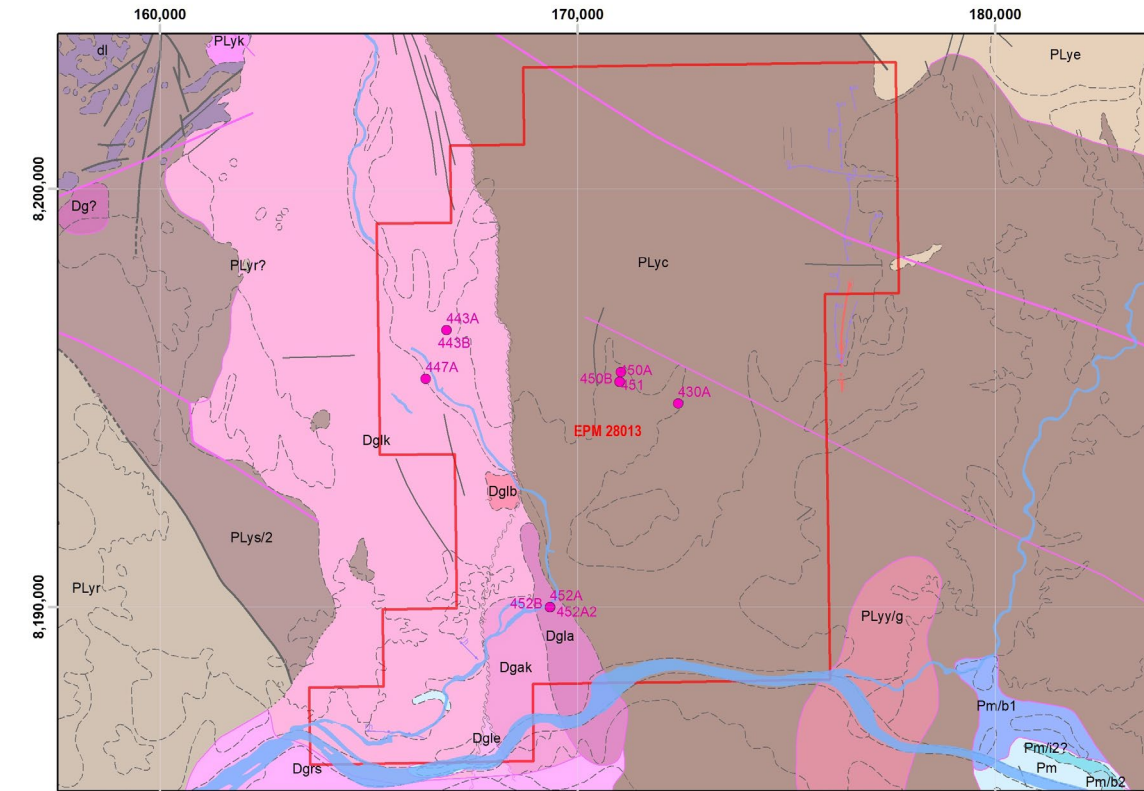 160,000
170,000
180,000
8,200,000
8,190,000
dl
PLyk
PLye
Dg?
PLyr?
PLyc
443A
443B
447A
450A
450B
451
430A
EPM 28013
Dglk
Dglb
PLys/2
PLyr
452A
452B
452A2
Dgla
PLyy/g
Dgak
Pm/b1
Dgle
Dgrs
Pm/i2?
Pm
Pm/b2